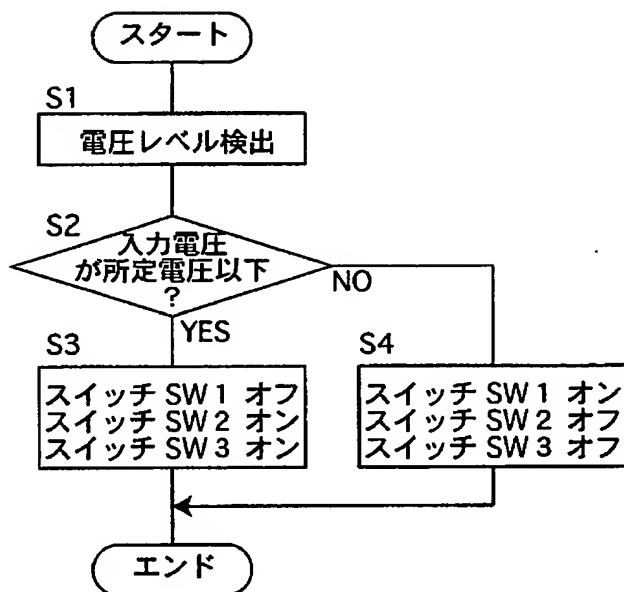 スタート
S1
電圧レベル検出
S2
入力電圧
が所定電圧以下
?
NO
YES
S3
スイッチ SW1 オフ
スイッチ SW2 オン
スイッチ SW3 オン
S4
スイッチ SW1 オン
スイッチ SW2 オフ
スイッチ SW3 オフ
エンド